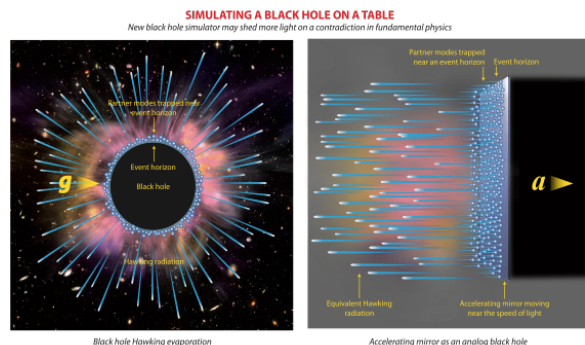 SIMULATING A BLACK HOLE ON A TABLE
New black hole simulator may shed more light on a contradiction in fundamental physics
Partner modes trapped near
event horizon
Event horizon
g
Black hole
Hawking radiation
Black hole Hawking evaporation
Partner modes trapped
near an event horizon
Event horizon
a
Equivalent Hawking
radiation
Accelerating mirror moving
near the speed of light
Accelerating mirror as an analog black hole